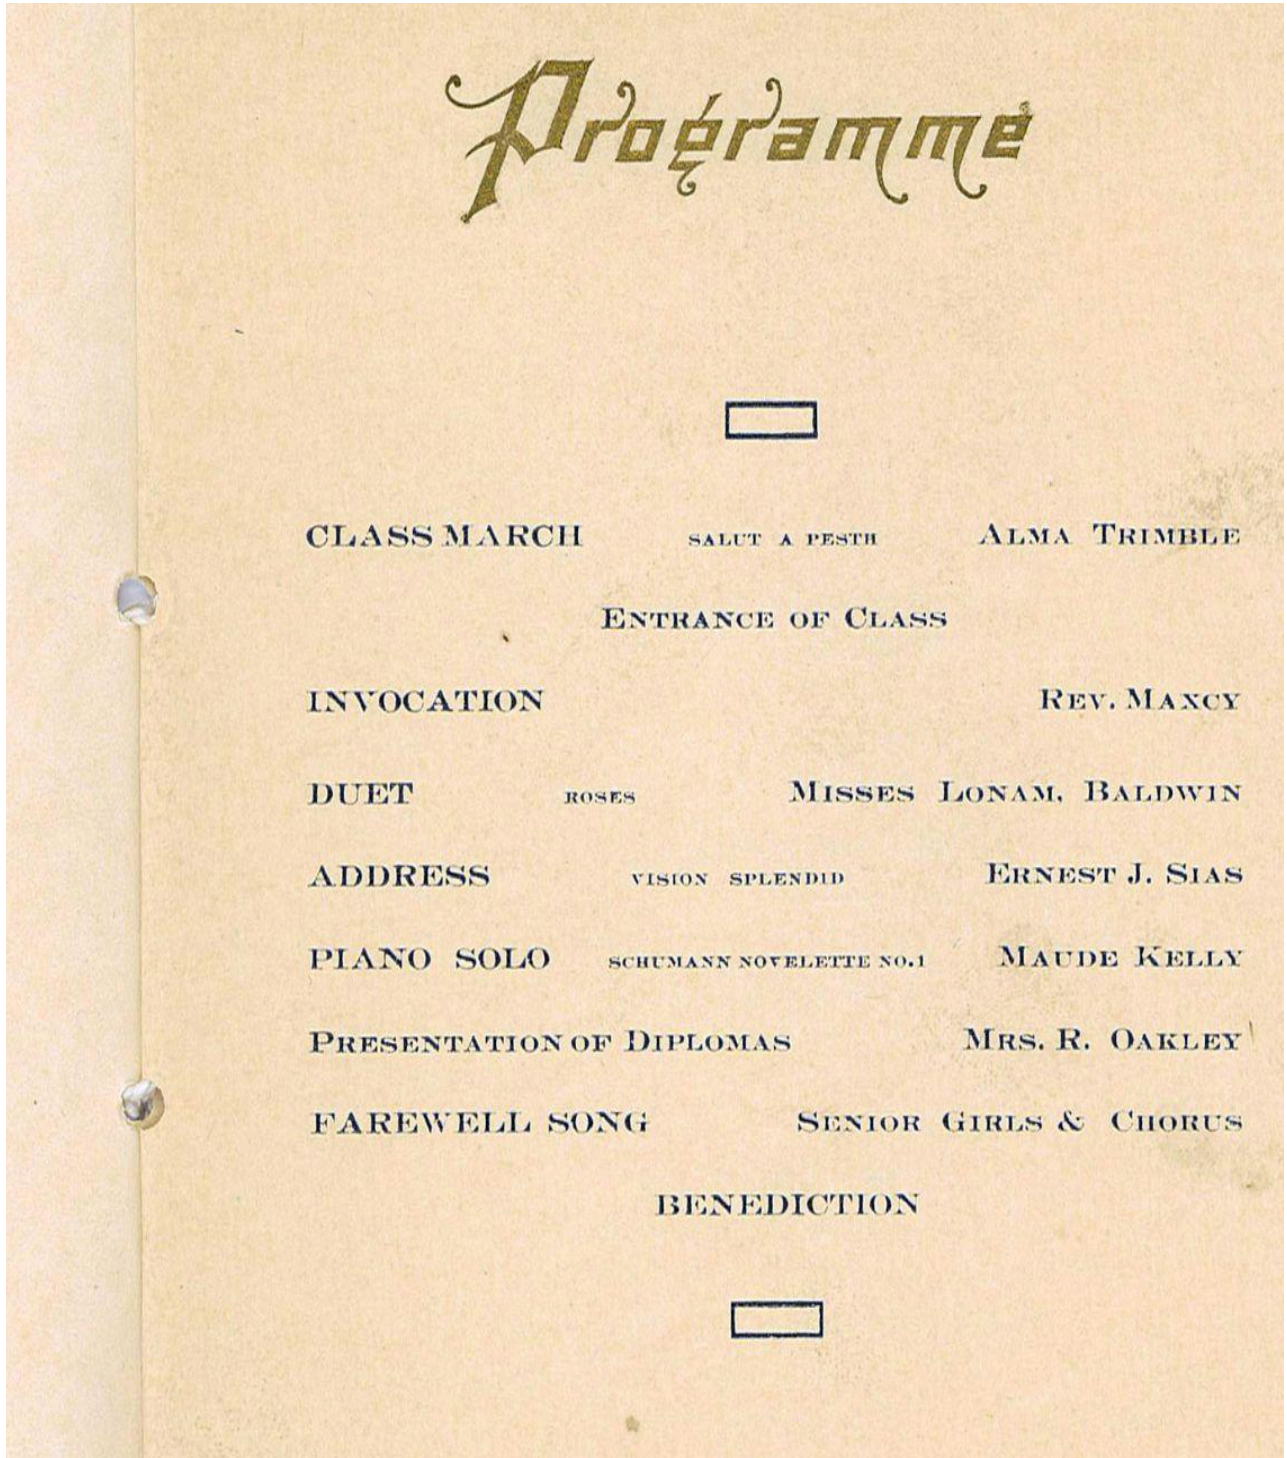 Programme
CLASS MARCH SALUT A PESTH ALMA TRIMBLE
ENTRANCE OF CLASS
INVOCATION REV. MAXCY
DUET ROSES MISSES LONAM, BALDWIN
ADDRESS VISION SPLENDID ERNEST J. SIAS
PIANO SOLO SCHUMANN NOVELETTE NO.1 MAUDE KELLY
PRESENTATION OF DIPLOMAS MRS. R. OAKLEY
FAREWELL SONG SENIOR GIRLS & CHORUS
BENEDICTION